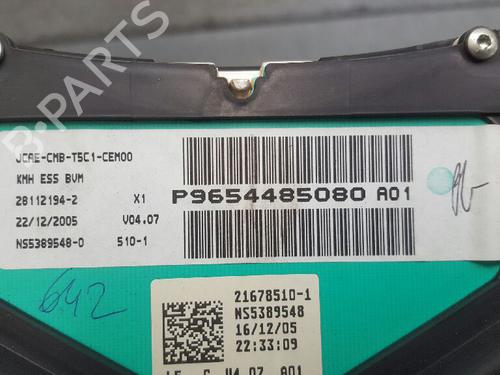 B-PARTS
JCAE-CMB-T5C1-CEM00
KMH ESS BVM
28112194-2 X1
P9654485080 A01
22/12/2005 V04.07
NS5389548-0 510-1
642
21678510-1
NS5389548
16/12/05
22:33:09